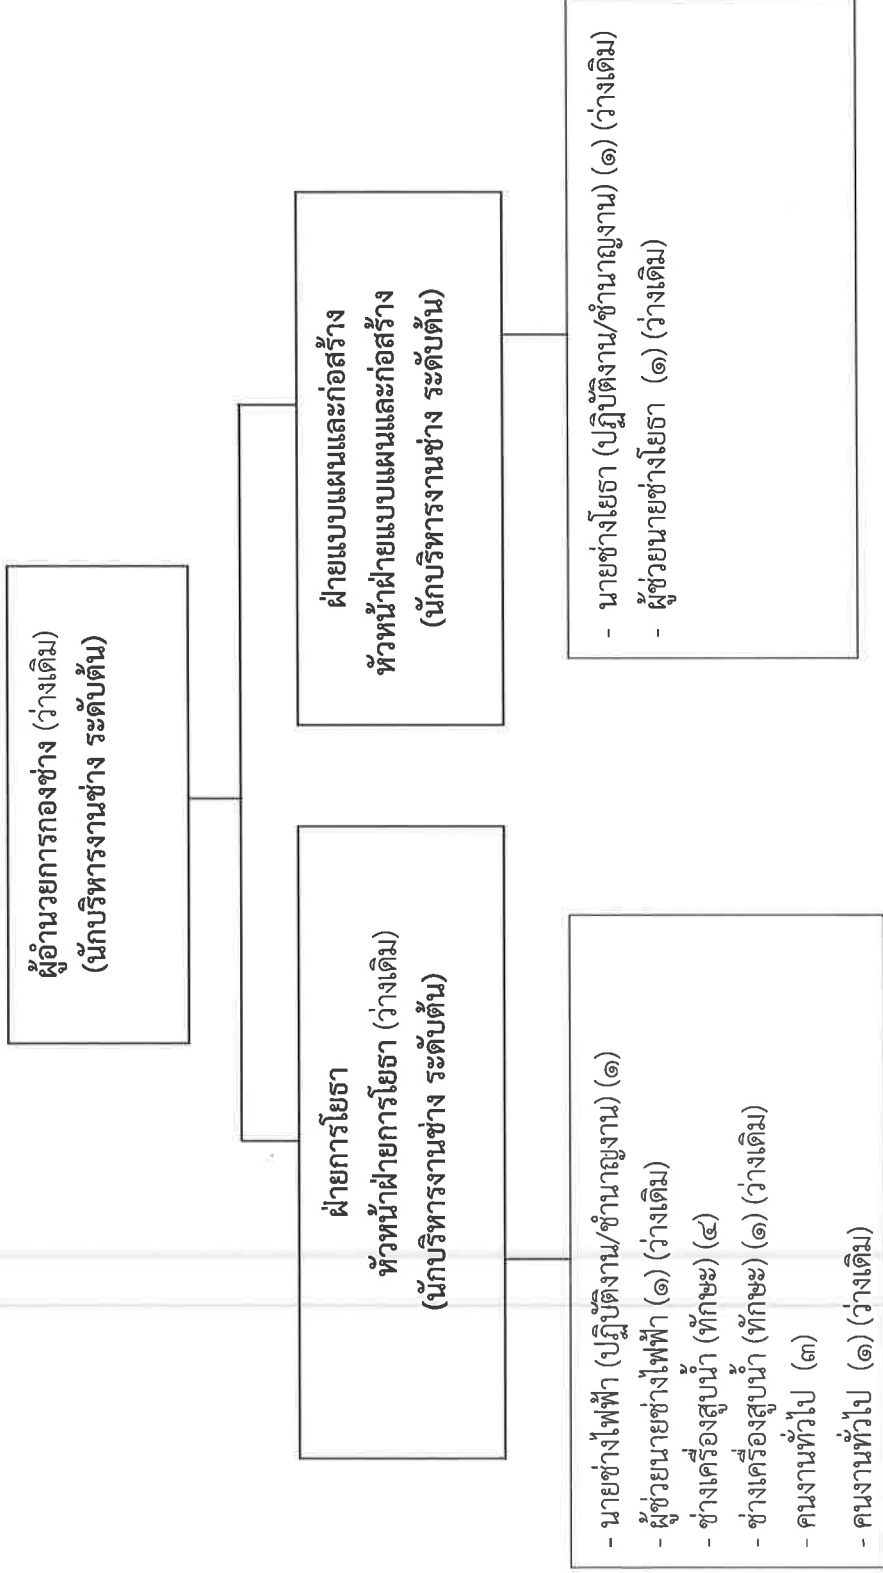 ผู้อำนวยการกองช่าง (ว่างเดิม)
(นักบริหารงานช่าง ระดับต้น)
ฝ่ายการโยธา
หัวหน้าฝ่ายการโยธา (ว่างเดิม)
(นักบริหารงานช่าง ระดับต้น)
ฝ่ายแบบแผนและก่อสร้าง
หัวหน้าฝ่ายแบบแผนและก่อสร้าง
(นักบริหารงานช่าง ระดับต้น)
- นายช่างไฟฟ้า (ปฏิบัติงาน/ชำนาญงาน) (๑)
- ผู้ช่วยนายช่างไฟฟ้า (๑) (ว่างเดิม)
- ช่างเครื่องสูบน้ำ (ทักษะ) (๔)
- ช่างเครื่องสูบน้ำ (ทักษะ) (๑) (ว่างเดิม)
- คนงานทั่วไป (๓)
- คนงานทั่วไป (๑) (ว่างเดิม)
- นายช่างโยธา (ปฏิบัติงาน/ชำนาญงาน) (๑) (ว่างเดิม)
- ผู้ช่วยนายช่างโยธา (๑) (ว่างเดิม)